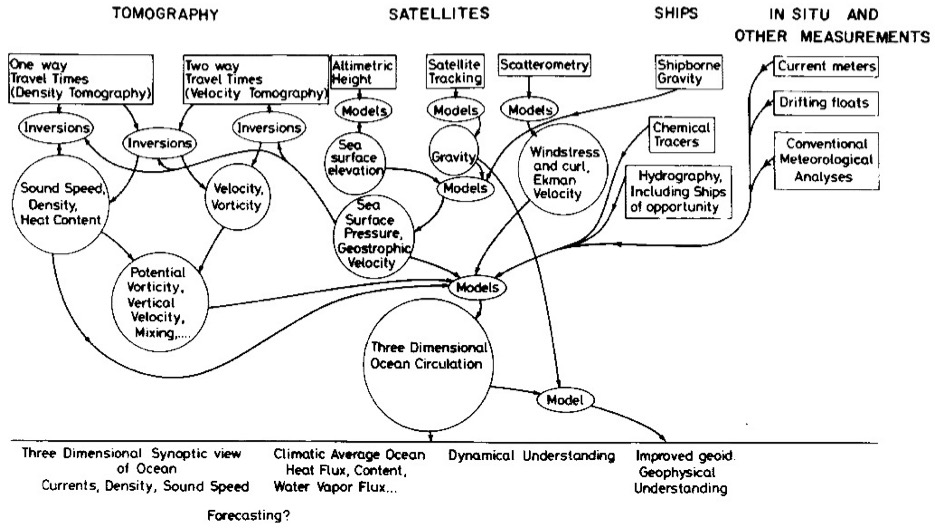 TOMOGRAPHY
SATELLITES
SHIPS
IN SITU AND
OTHER MEASUREMENTS
One way
Travel Times
(Density Tomography)
Two way
Travel Times
(Velocity Tomography)
Altimetric
Height
Satellite
Tracking
Scatterometry
Shipborne
Gravity
Current meters
Drifting floats
Conventional
Meteorological
Analyses
Chemical
Tracers
Hydrography,
Including Ships
of opportunity
Inversions
Inversions
Inversions
Models
Models
Models
Sea
surface
elevation
Gravity
Windstress
and curl,
Ekman
Velocity
Models
Sound Speed,
Density,
Heat Content
Velocity,
Vorticity
Sea
Surface
Pressure,
Geostrophic
Velocity
Potential
Vorticity,
Vertical
Velocity,
Mixing,....
Models
Three Dimensional
Ocean Circulation
Model
Three Dimensional Synoptic view
of Ocean
Currents, Density, Sound Speed
Climatic Average Ocean
Heat Flux, Content,
Water Vapor Flux...
Dynamical Understanding
Improved geoid.
Geophysical
Understanding
Forecasting?